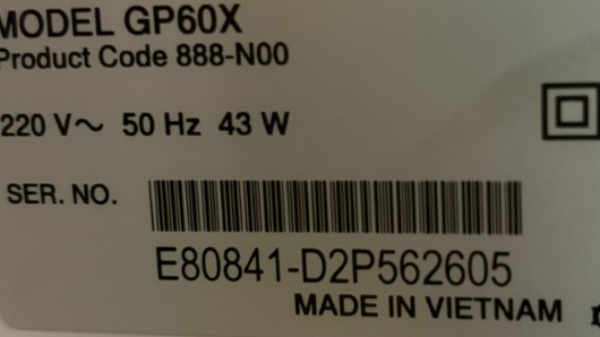 MODEL GP60X
Product Code 888-N00
220 V~ 50 Hz 43 W
SER. NO.
E80841-D2P562605
MADE IN VIETNAM